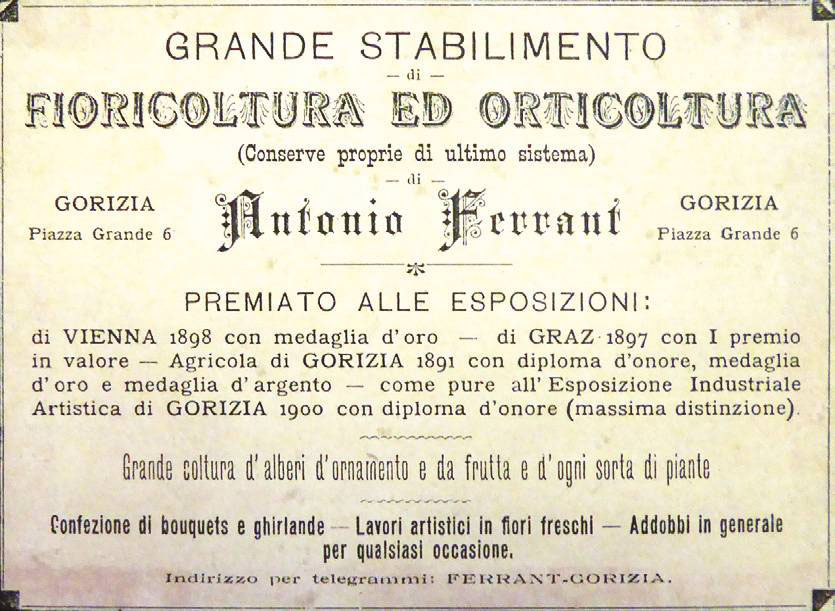 GRANDE STABILIMENTO
— di —
FIORICOLTURA ED ORTICOLTURA
(Conserve proprie di ultimo sistema)
— di —
GORIZIA
Piazza Grande 6
Antonio Ferrant
GORIZIA
Piazza Grande 6
PREMIATO ALLE ESPOSIZIONI:
di VIENNA 1898 con medaglia d'oro — di GRAZ 1897 con I premio
in valore — Agricola di GORIZIA 1891 con diploma d'onore, medaglia
d'oro e medaglia d'argento — come pure all'Esposizione Industriale
Artistica di GORIZIA 1900 con diploma d'onore (massima distinzione).
Grande coltura d'alberi d'ornamento e da frutta e d'ogni sorta di piante
Confezione di bouquets e ghirlande — Lavori artistici in fiori freschi — Addobbi in generale
per qualsiasi occasione.
Indirizzo per telegrammi: FERRANT-GORIZIA.